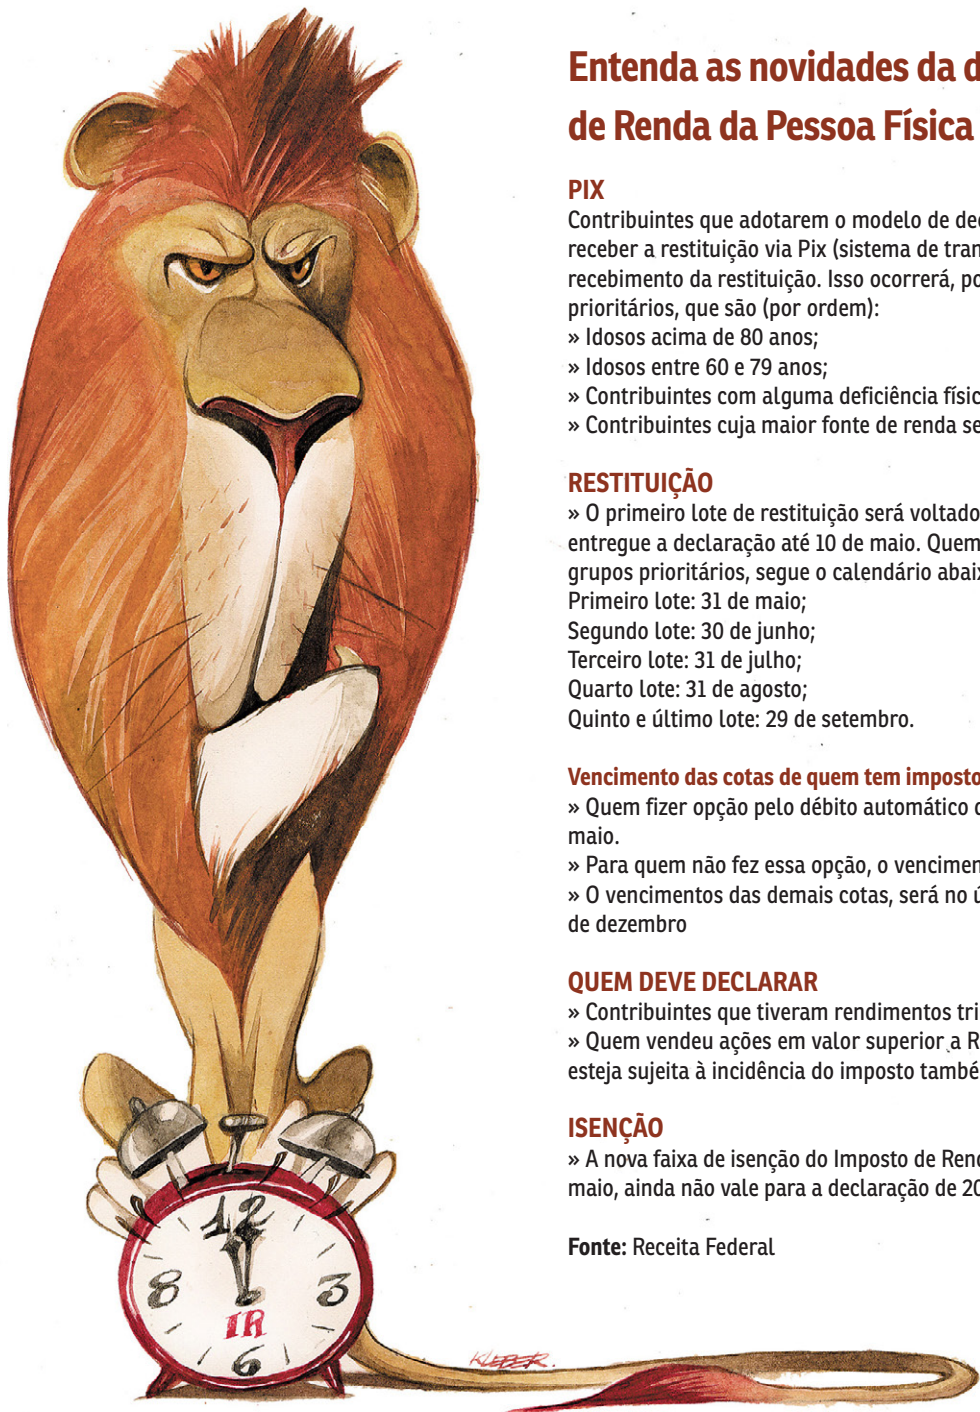 Entenda as novidades da d
de Renda da Pessoa Física
PIX
Contribuintes que adotarem o modelo de dec
receber a restituição via Pix (sistema de tran
recebimento da restituição. Isso ocorrerá, po
prioritários, que são (por ordem):
» Idosos acima de 80 anos;
» Idosos entre 60 e 79 anos;
» Contribuintes com alguma deficiência físic
» Contribuintes cuja maior fonte de renda se
RESTITUIÇÃO
» O primeiro lote de restituição será voltado
entregue a declaração até 10 de maio. Quem
grupos prioritários, segue o calendário abaix
Primeiro lote: 31 de maio;
Segundo lote: 30 de junho;
Terceiro lote: 31 de julho;
Quarto lote: 31 de agosto;
Quinto e último lote: 29 de setembro.
Vencimento das cotas de quem tem imposto
» Quem fizer opção pelo débito automático d
maio.
» Para quem não fez essa opção, o vencimen
» O vencimentos das demais cotas, será no ú
de dezembro
QUEM DEVE DECLARAR
» Contribuintes que tiveram rendimentos tri
» Quem vendeu ações em valor superior a R
esteja sujeita à incidência do imposto també
ISENÇÃO
» A nova faixa de isenção do Imposto de Rend
maio, ainda não vale para a declaração de 20
Fonte: Receita Federal
12
8
3
IR
6
KLEBER.